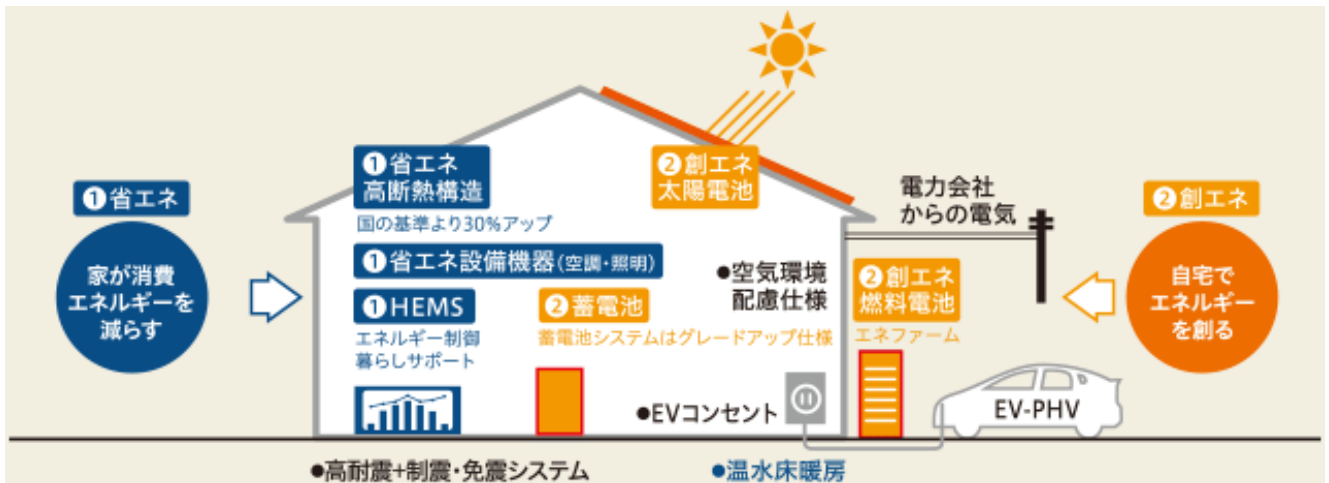 ❶省エネ
家が消費
エネルギーを
減らす
❶省エネ
高断熱構造
国の基準より30%アップ
❶省エネ設備機器(空調・照明)
❶HEMS
エネルギー制御
暮らしサポート
❷創エネ
太陽電池
❷蓄電池
蓄電池システムはグレードアップ仕様
●空気環境
配慮仕様
●EVコンセント
電力会社
からの電気
❷創エネ
燃料電池
エネファーム
EV-PHV
❷創エネ
自宅で
エネルギー
を創る
●高耐震+制震・免震システム
●温水床暖房